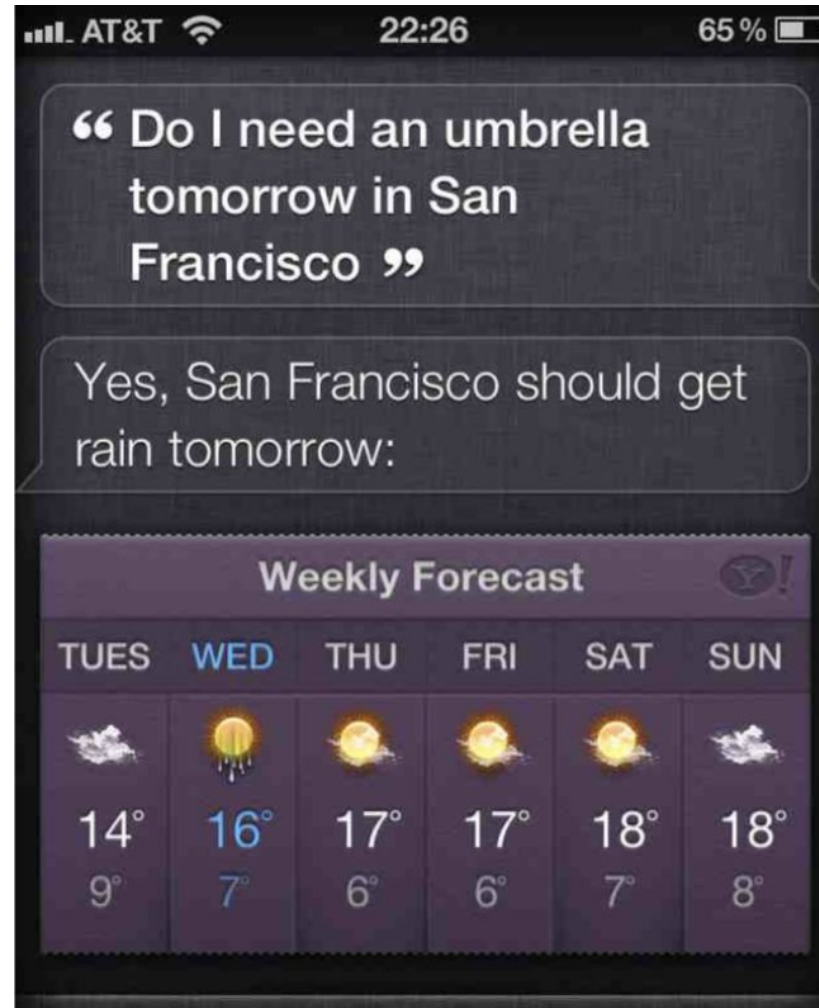 AT&T 22:26 65%
“ Do I need an umbrella
tomorrow in San
Francisco ”
Yes, San Francisco should get
rain tomorrow:
Weekly Forecast Y!
TUES WED THU FRI SAT SUN
14° 16° 17° 17° 18° 18°
9° 7° 6° 6° 7° 8°